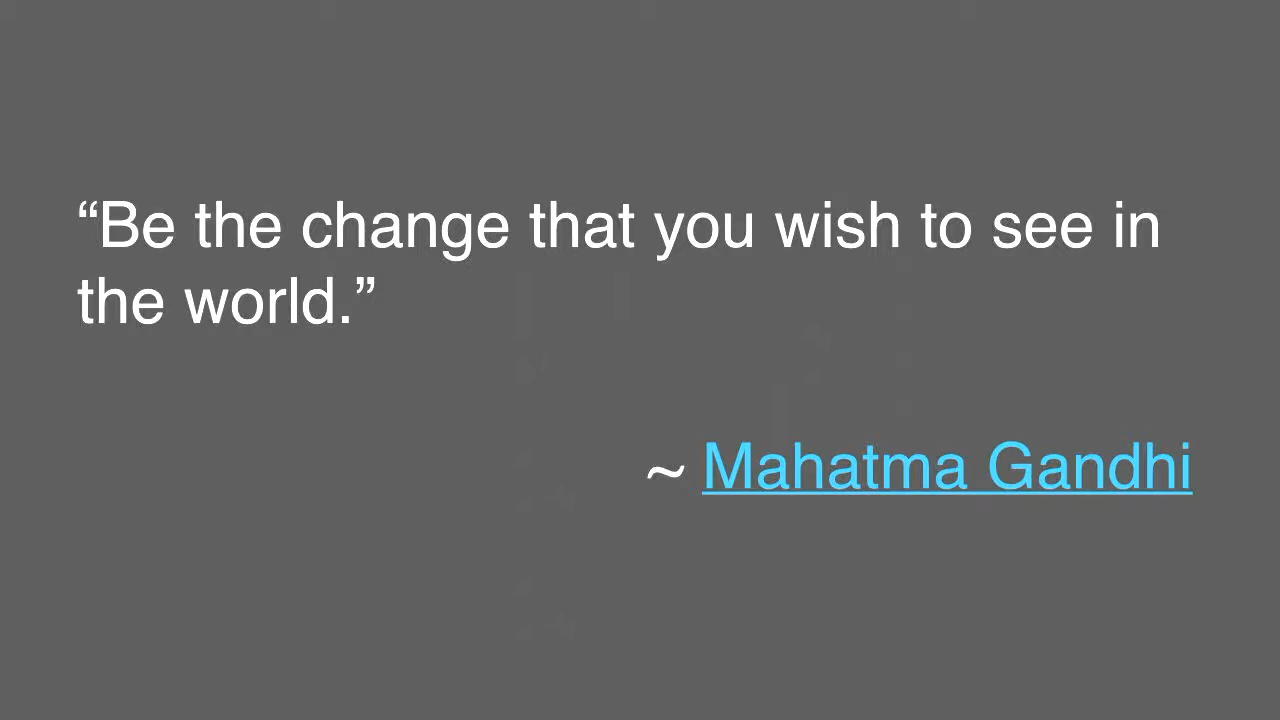 “Be the change that you wish to see in
the world.”
~ Mahatma Gandhi